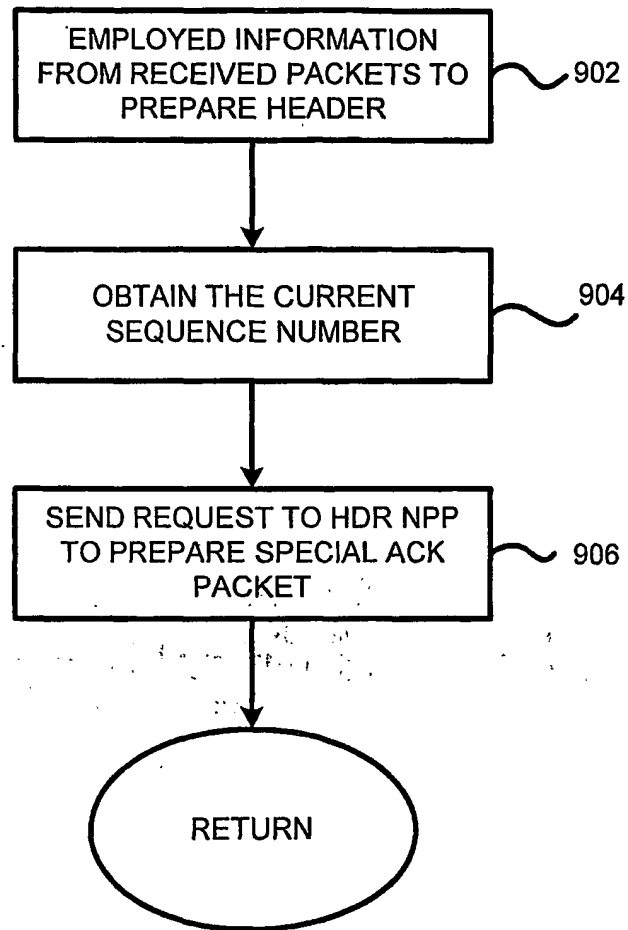 EMPLOYED INFORMATION
FROM RECEIVED PACKETS TO
PREPARE HEADER
902
OBTAIN THE CURRENT
SEQUENCE NUMBER
904
SEND REQUEST TO HDR NPP
TO PREPARE SPECIAL ACK
PACKET
906
RETURN